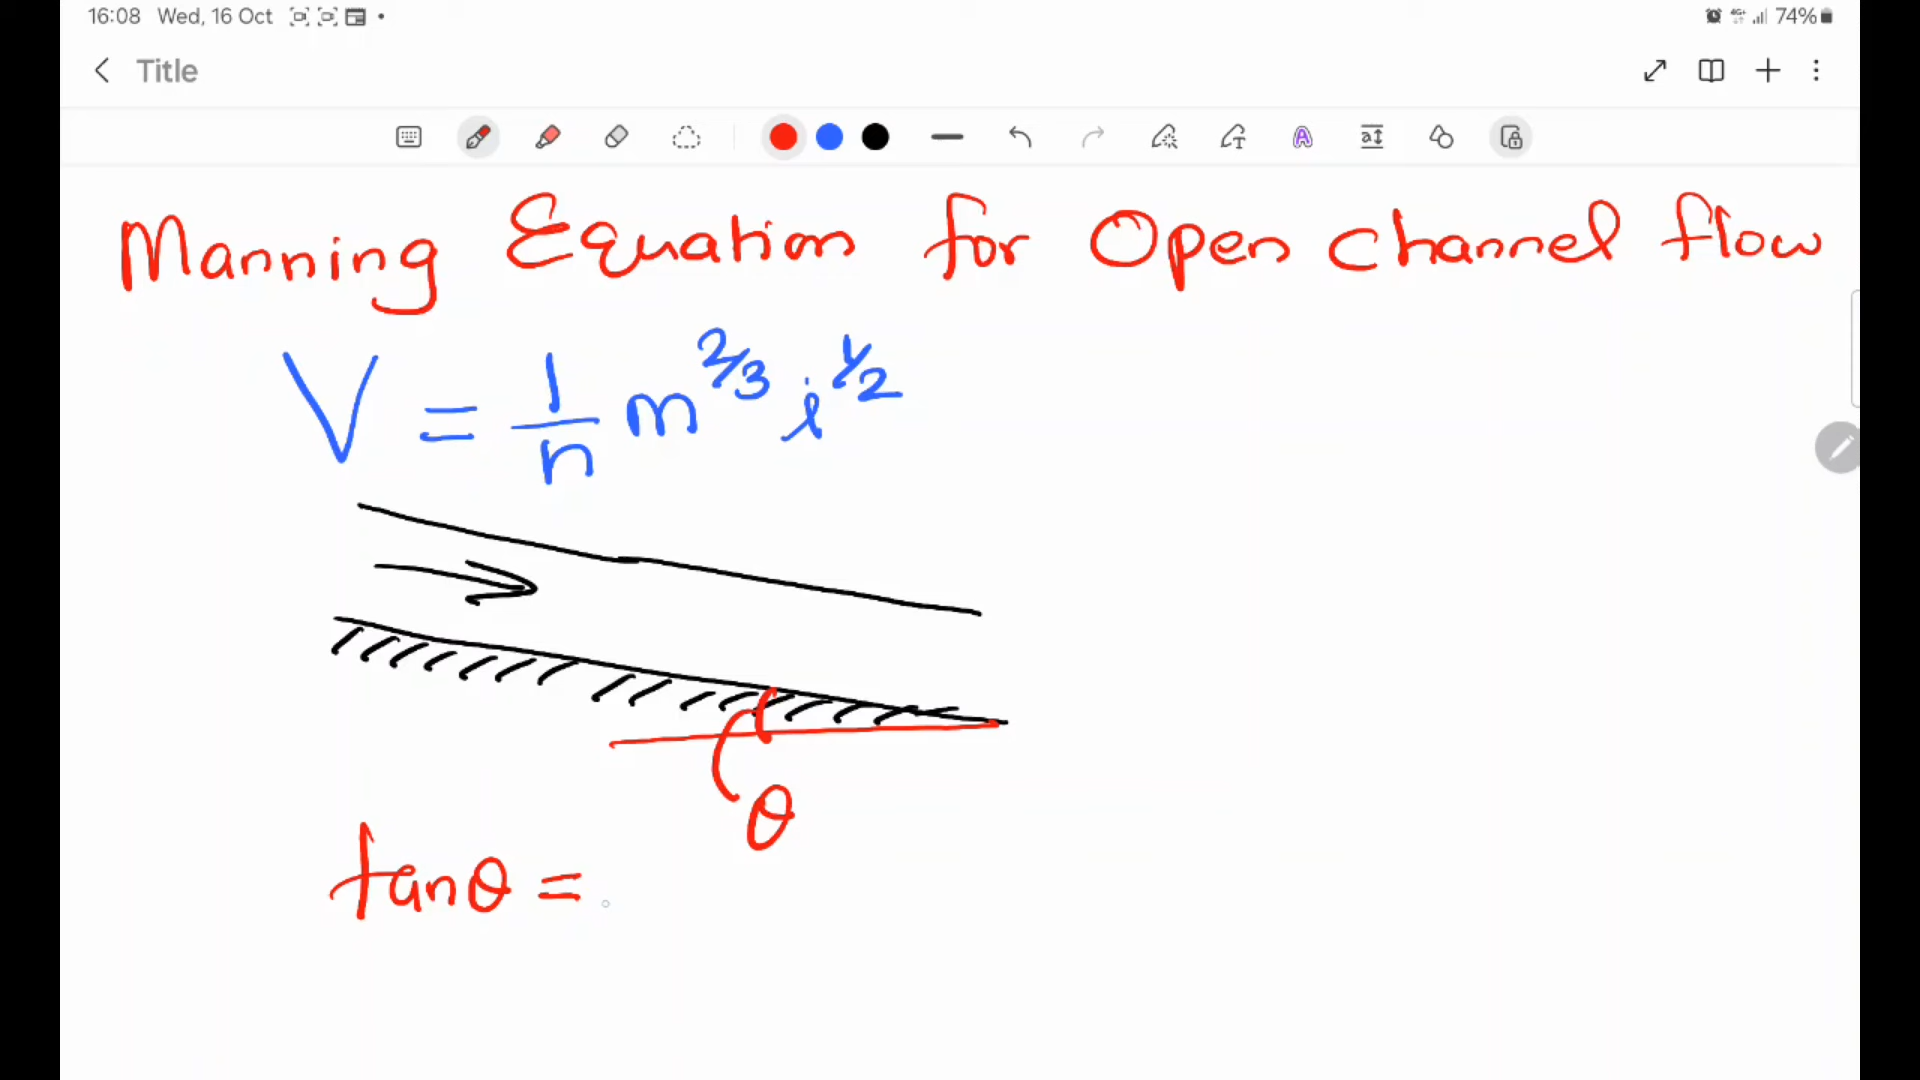 16:08 Wed, 16 Oct 74%
Title
Manning Equation for Open channel flow
V = 1/n m^2/3 i^1/2
θ
tanθ =